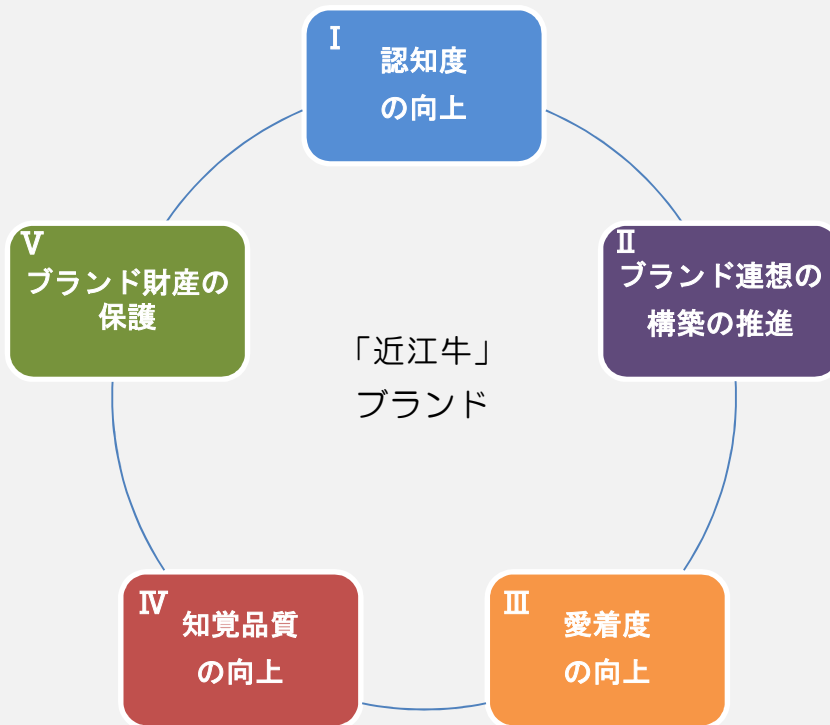 Ⅰ
認知度
の向上
Ⅱ
ブランド連想の
構築の推進
Ⅲ
愛着度
の向上
Ⅳ
知覚品質
の向上
Ⅴ
ブランド財産の
保護
「近江牛」
ブランド